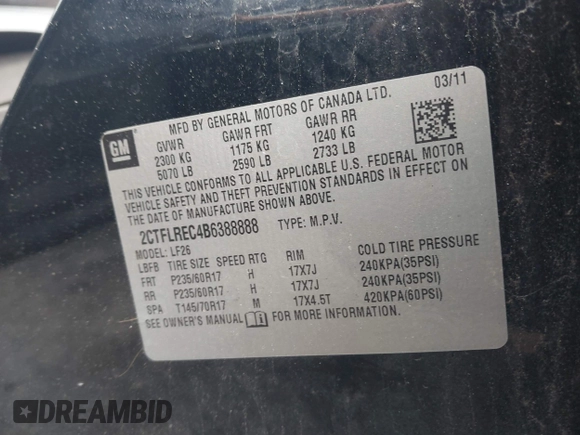 03/11
GM
MFD BY GENERAL MOTORS OF CANADA LTD.
GVWR GAWR FRT GAWR RR
2300 KG 1175 KG 1240 KG
5070 LB 2590 LB 2733 LB
THIS VEHICLE CONFORMS TO ALL APPLICABLE U.S. FEDERAL MOTOR
VEHICLE SAFETY AND THEFT PREVENTION STANDARDS IN EFFECT ON
THE DATE OF MANUFACTURE SHOWN ABOVE.
2CTFLREC4B6388888 TYPE: M.P.V.
MODEL: LF26
LBFB TIRE SIZE SPEED RTG RIM COLD TIRE PRESSURE
FRT P235/60R17 H 17X7J 240KPA(35PSI)
RR P235/60R17 H 17X7J 240KPA(35PSI)
SPA T145/70R17 M 17X4.5T 420KPA(60PSI)
SEE OWNER'S MANUAL FOR MORE INFORMATION.
DREAMBID